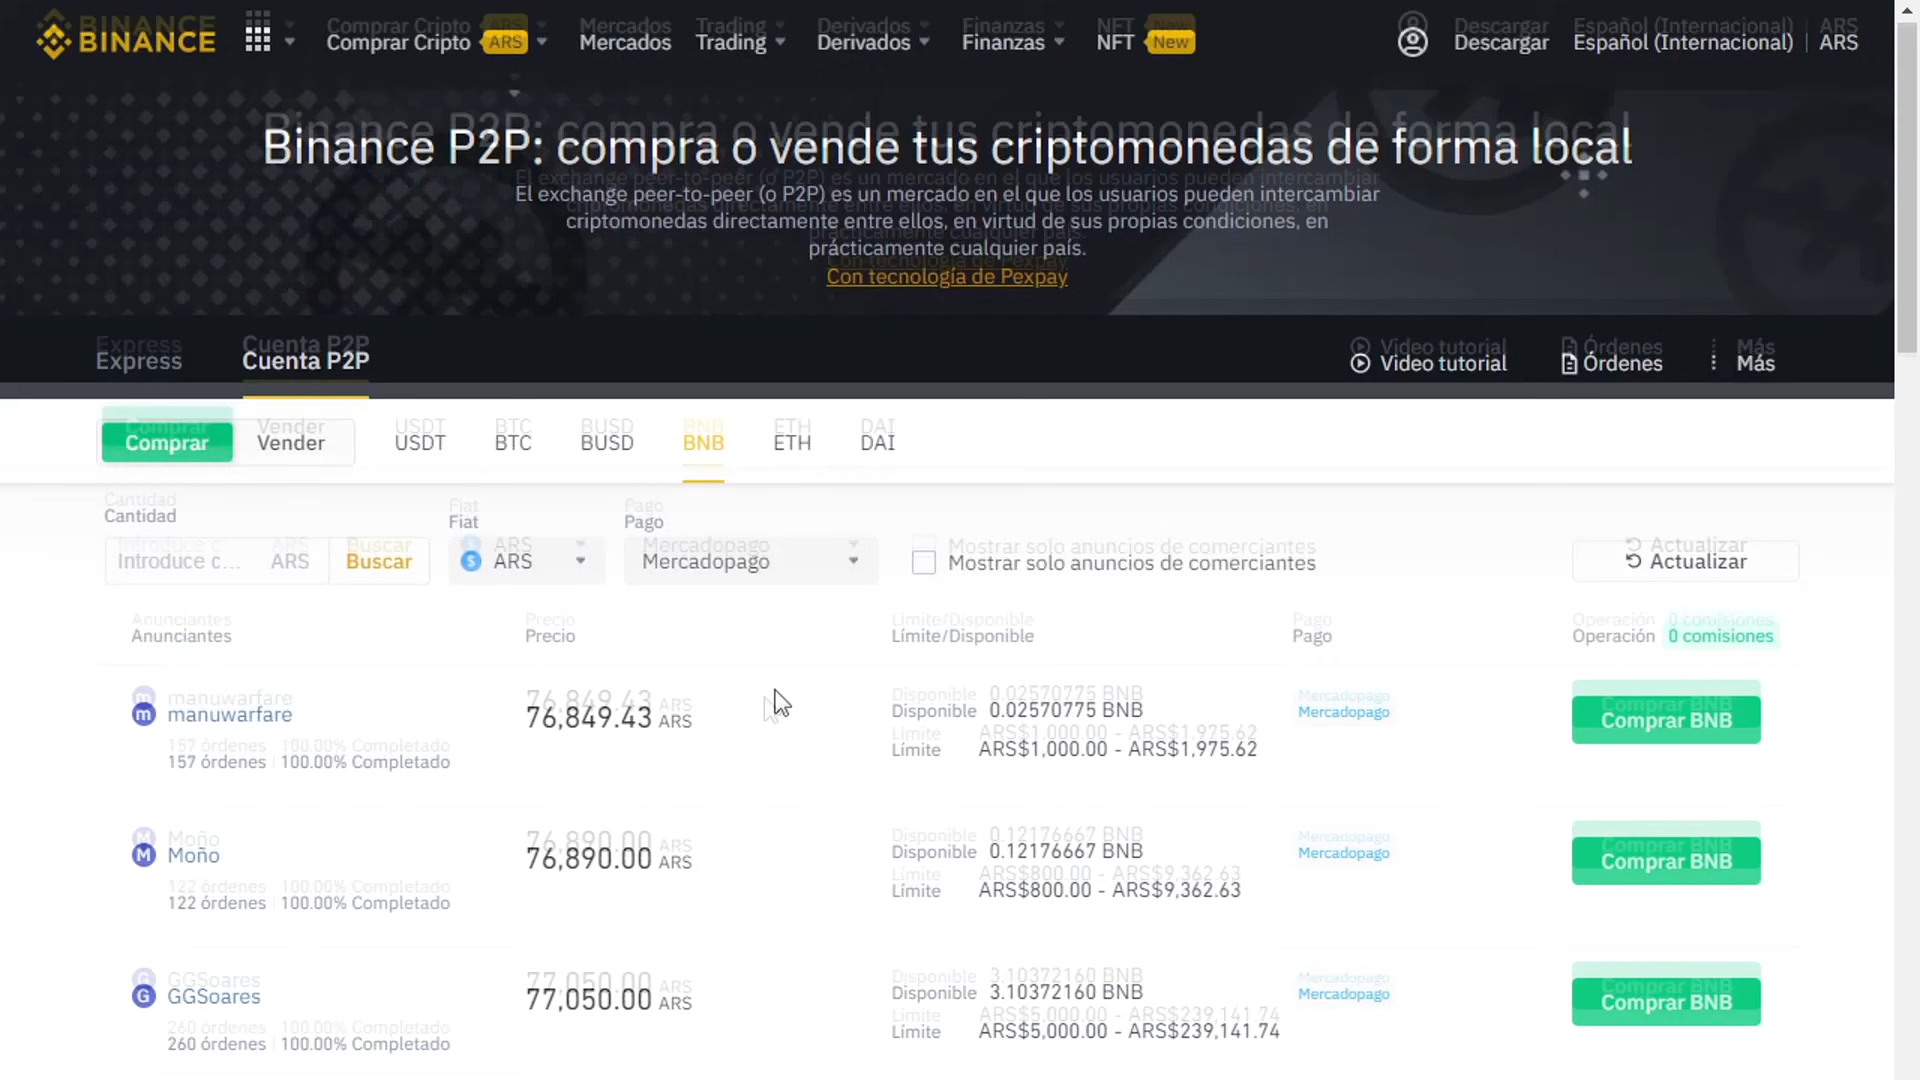 BINANCE Comprar Cripto ARS Mercados Trading Derivados Finanzas NFT New Descargar Español (Internacional) ARS
Binance P2P: compra o vende tus criptomonedas de forma local
El exchange peer-to-peer (o P2P) es un mercado en el que los usuarios pueden intercambiar
criptomonedas directamente entre ellos, en virtud de sus propias condiciones, en
prácticamente cualquier país.
Con tecnología de Pexpay
Express Cuenta P2P Video tutorial Órdenes Más
Comprar Vender USDT BTC BUSD BNB ETH DAI
Cantidad Fiat Pago
Introduce c... ARS Buscar $ ARS Mercadopago Mostrar solo anuncios de comerciantes Actualizar
Anunciantes Precio Límite/Disponible Pago Operación 0 comisiones
m manuwarfare 76,849.43 ARS Disponible 0.02570775 BNB Mercadopago Comprar BNB
Límite ARS$1,000.00 - ARS$1,975.62
157 órdenes 100.00% Completado
M Moño 76,890.00 ARS Disponible 0.12176667 BNB Mercadopago Comprar BNB
Límite ARS$800.00 - ARS$9,362.63
122 órdenes 100.00% Completado
G GGSoares 77,050.00 ARS Disponible 3.10372160 BNB Mercadopago Comprar BNB
Límite ARS$5,000.00 - ARS$239,141.74
260 órdenes 100.00% Completado